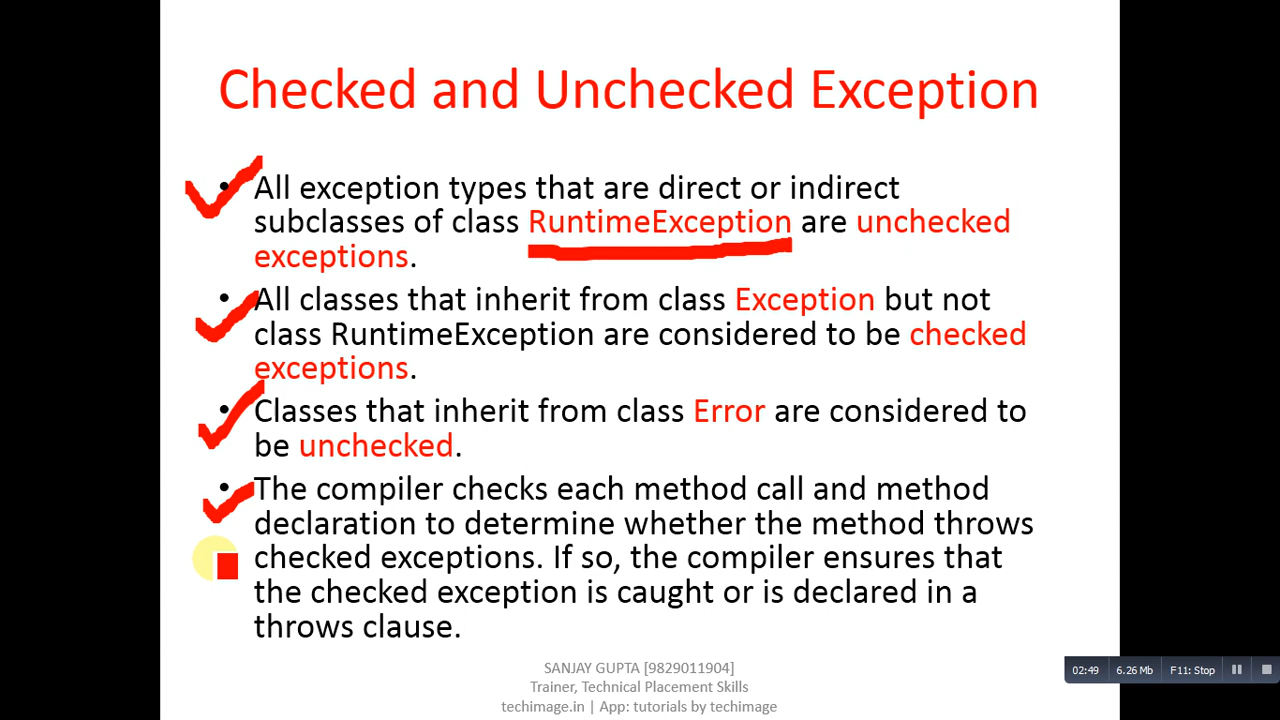 Checked and Unchecked Exception
• All exception types that are direct or indirect
subclasses of class RuntimeException are unchecked
exceptions.
• All classes that inherit from class Exception but not
class RuntimeException are considered to be checked
exceptions.
• Classes that inherit from class Error are considered to
be unchecked.
• The compiler checks each method call and method
declaration to determine whether the method throws
checked exceptions. If so, the compiler ensures that
the checked exception is caught or is declared in a
throws clause.
SANJAY GUPTA [9829011904]
Trainer, Technical Placement Skills
techimage.in | App: tutorials by techimage
02:49 6.26 Mb F11: Stop